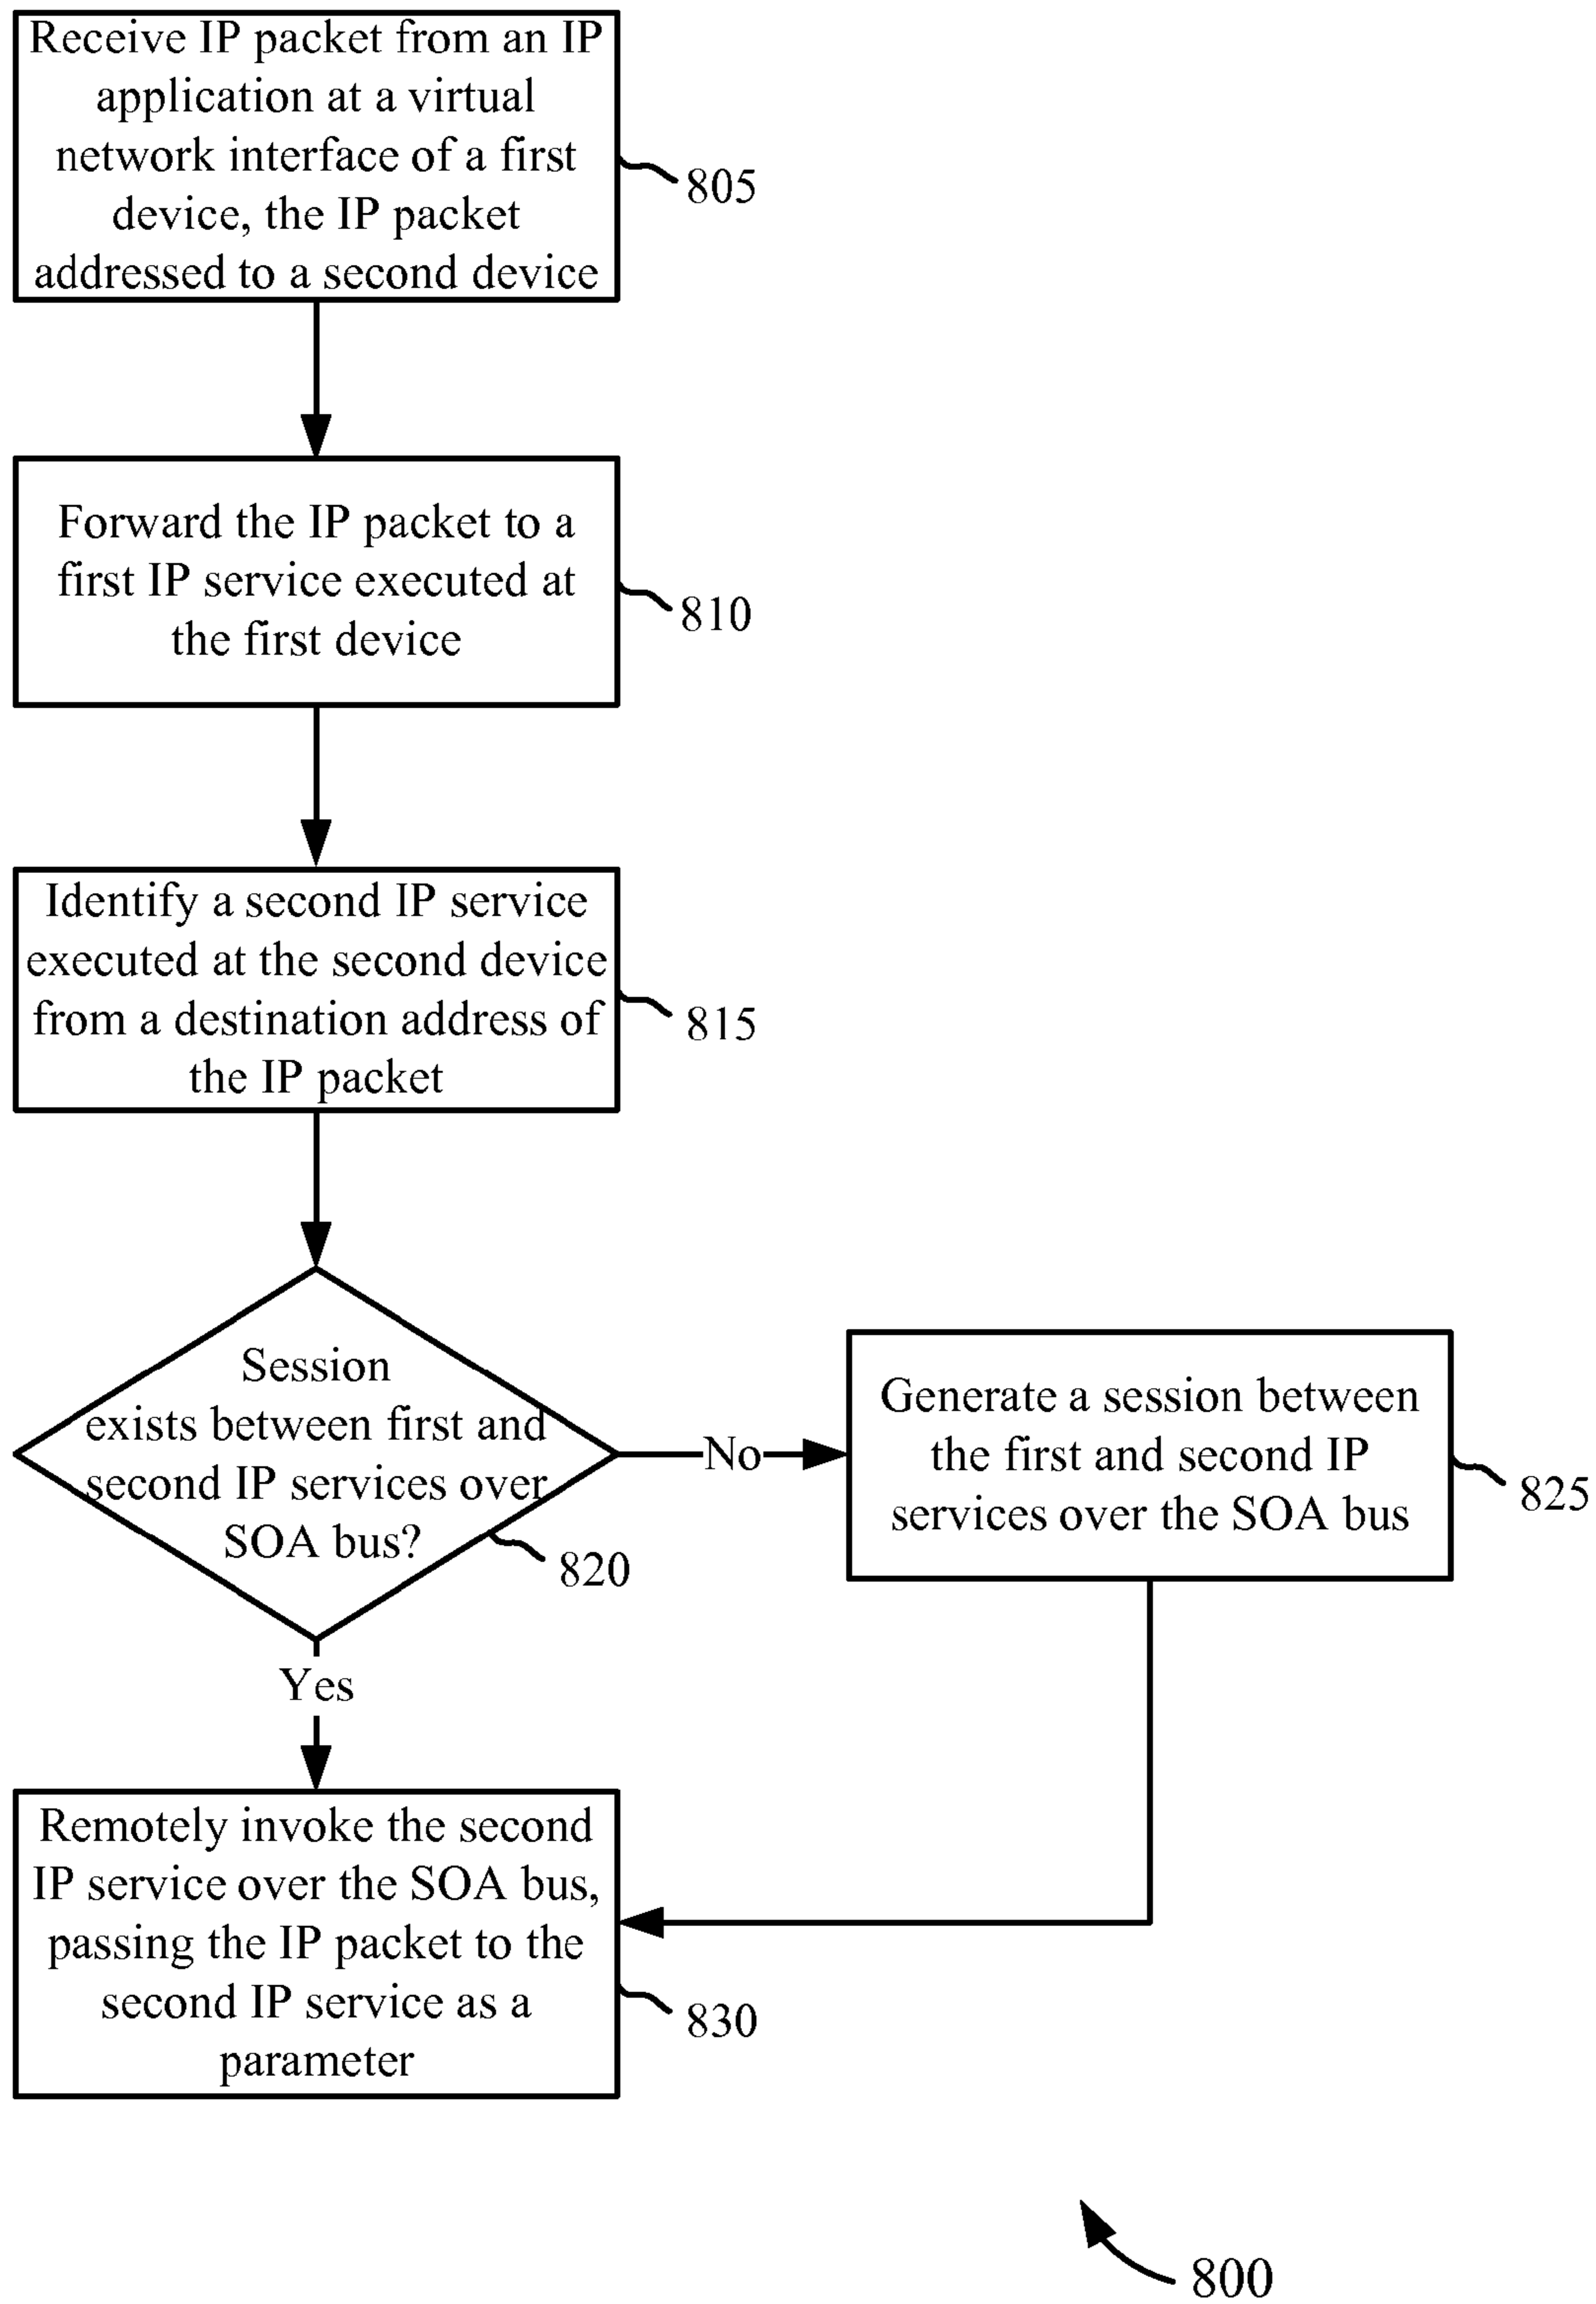 Receive IP packet from an IP
application at a virtual
network interface of a first
device, the IP packet
addressed to a second device
805
Forward the IP packet to a
first IP service executed at
the first device
810
Identify a second IP service
executed at the second device
from a destination address of
the IP packet
815
Session
exists between first and
second IP services over
SOA bus?
820
No
Generate a session between
the first and second IP
services over the SOA bus
825
Yes
Remotely invoke the second
IP service over the SOA bus,
passing the IP packet to the
second IP service as a
parameter
830
800